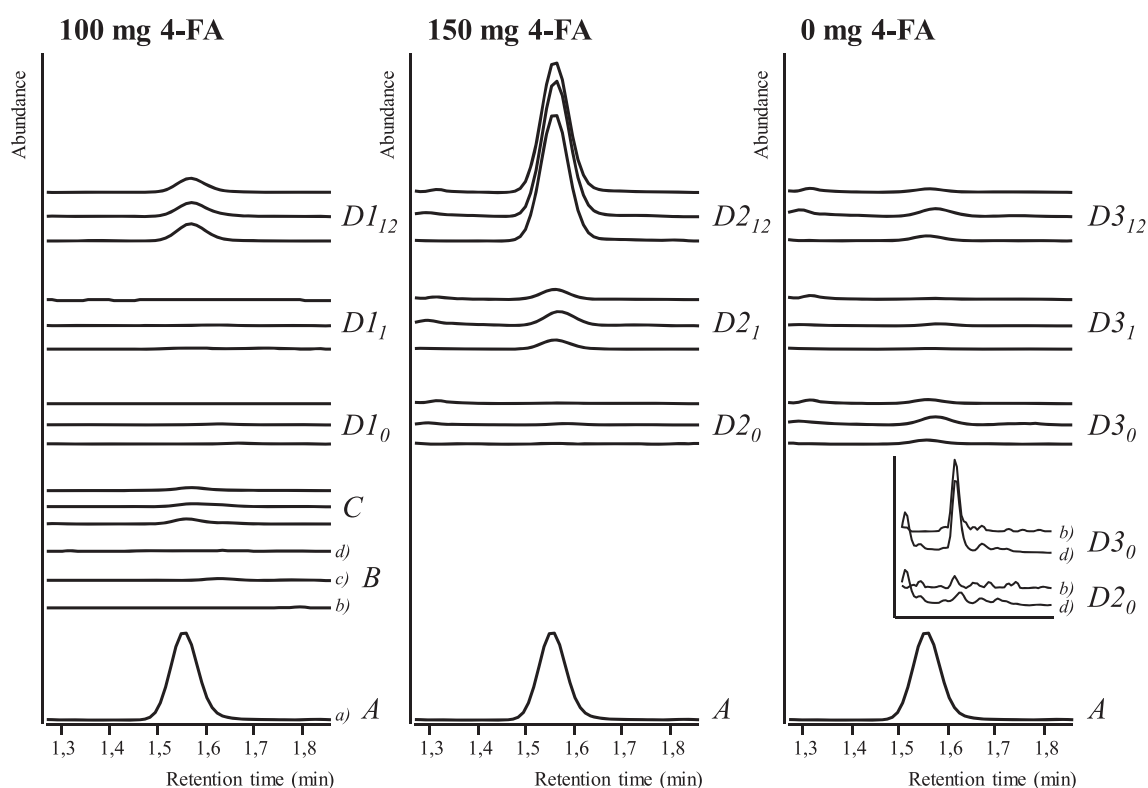 100 mg 4-FA
150 mg 4-FA
0 mg 4-FA
Abundance
Abundance
Abundance
D1₁₂
D2₁₂
D3₁₂
D1₁
D2₁
D3₁
D1₀
D2₀
D3₀
C
d)
c) B
b)
b)
d) D3₀
b)
d) D2₀
a) A
A
A
1,3 1,4 1,5 1,6 1,7 1,8
1,3 1,4 1,5 1,6 1,7 1,8
1,3 1,4 1,5 1,6 1,7 1,8
Retention time (min)
Retention time (min)
Retention time (min)